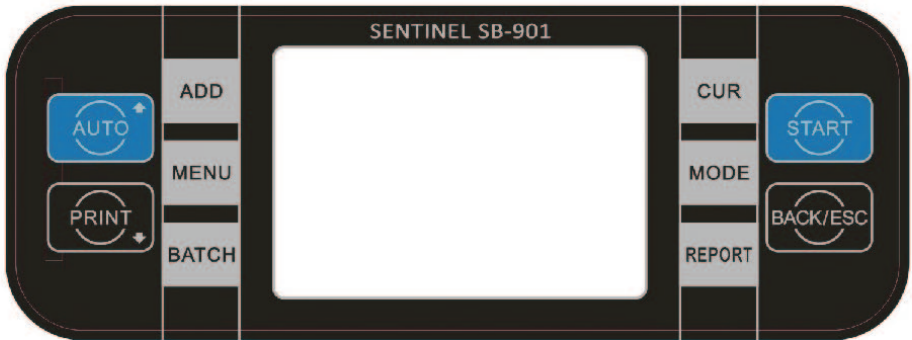 SENTINEL SB-901
ADD
CUR
AUTO
START
MENU
MODE
PRINT
BACK/ESC
BATCH
REPORT